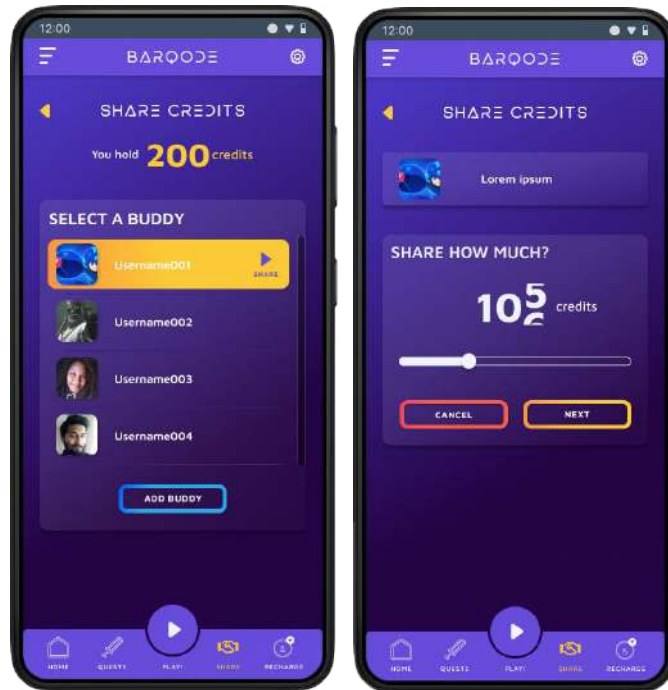 12:00
BARQODE
SHARE CREDITS
You hold 200 credits
SELECT A BUDDY
Username001
SHARE
Username002
Username003
Username004
ADD BUDDY
HOME QUESTS PLAY! SHARE RECHARGE
12:00
BARQODE
SHARE CREDITS
Lorem ipsum
SHARE HOW MUCH?
105 credits
CANCEL NEXT
HOME QUESTS PLAY! SHARE RECHARGE